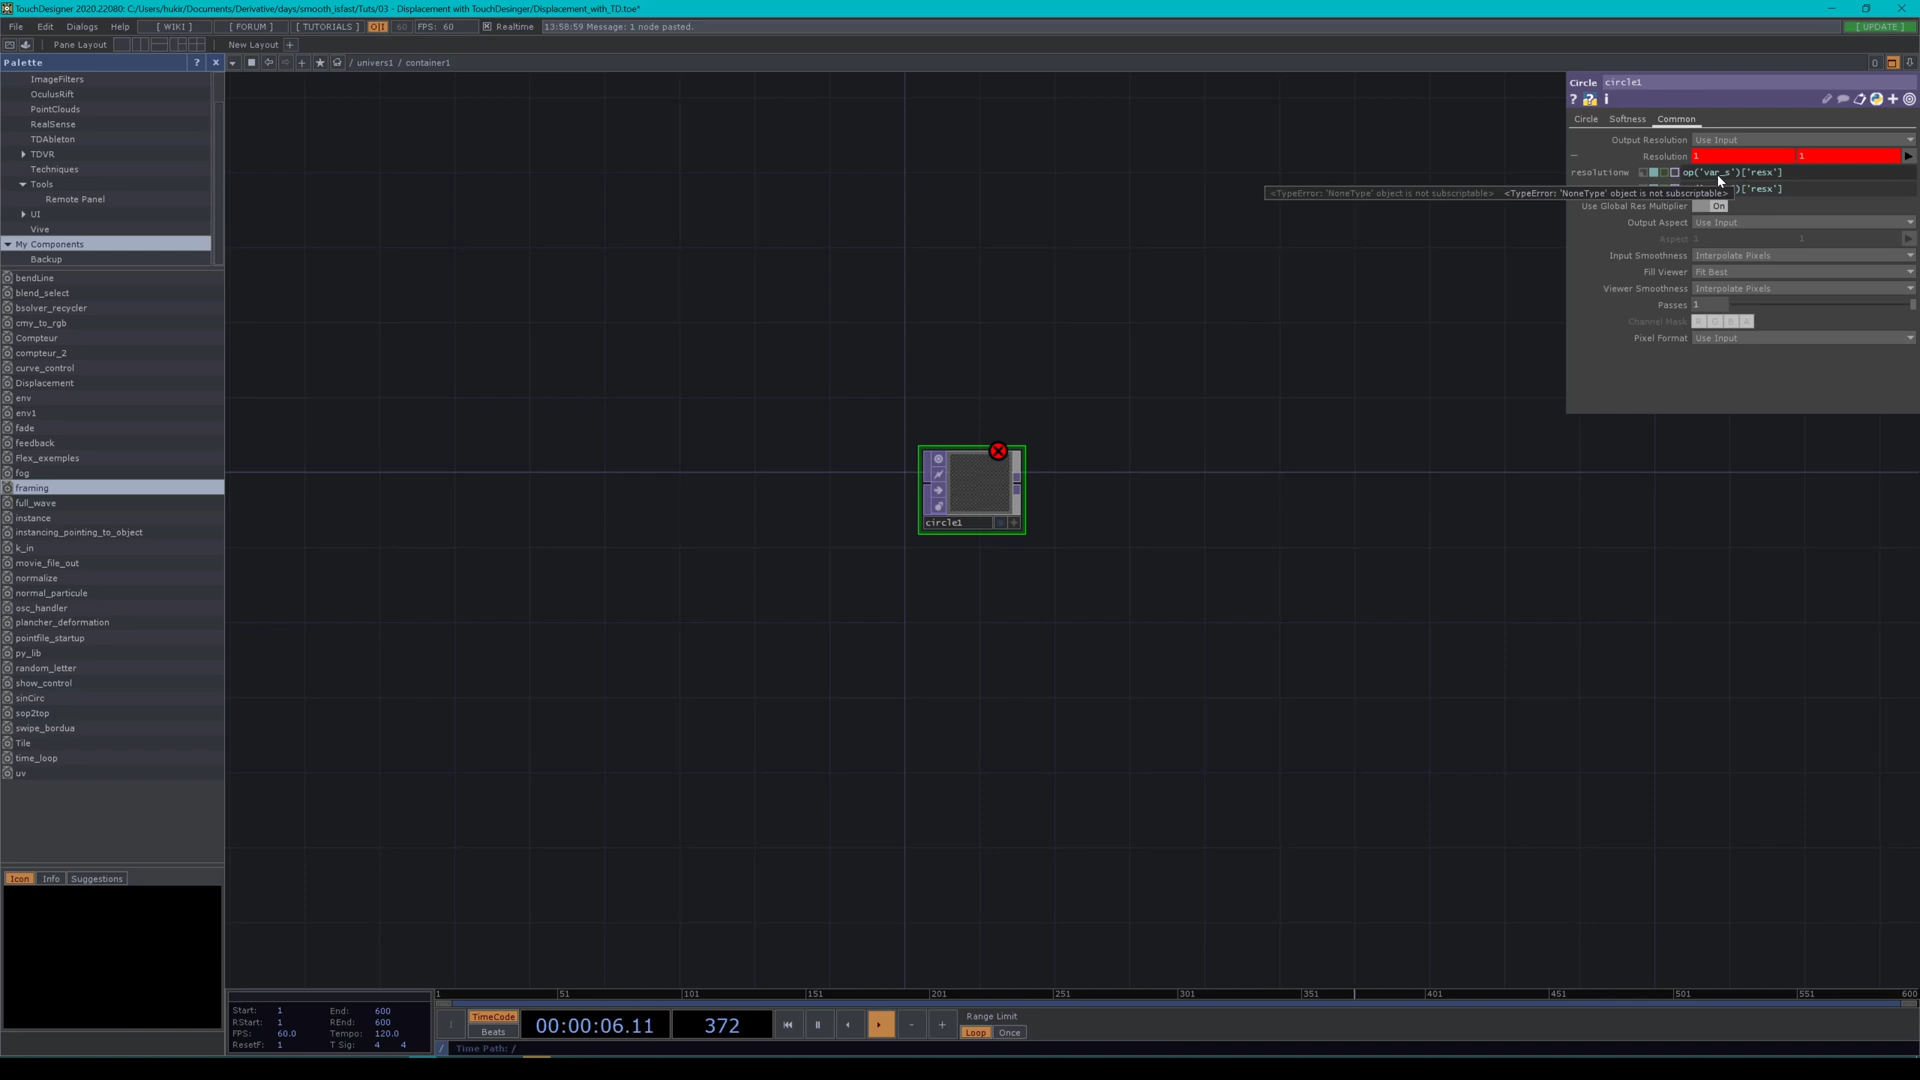 TouchDesigner 2020.22080: C:/Users/hukir/Documents/Derivative/days/smooth_isfast/Tuts/03 - Displacement with TouchDesinger/Displacement_with_TD.toe*
File Edit Dialogs Help [ WIKI ] [ FORUM ] [ TUTORIALS ] O|I 60 FPS: 60 Realtime 13:58:59 Message: 1 node pasted. [ UPDATE ]
Pane Layout New Layout +
Palette ? x / univers1 / container1 0
ImageFilters
OculusRift
PointClouds
RealSense
TDAbleton
TDVR
Techniques
Tools
Remote Panel
UI
Vive
My Components
Backup
bendLine
blend_select
bsolver_recycler
cmy_to_rgb
Compteur
compteur_2
curve_control
Displacement
env
env1
fade
feedback
Flex_exemples
fog
framing
full_wave
instance
instancing_pointing_to_object
k_in
movie_file_out
normalize
normal_particule
osc_handler
plancher_deformation
pointfile_startup
py_lib
random_letter
show_control
sinCirc
sop2top
swipe_bordua
Tile
time_loop
uv
Icon Info Suggestions
circle1
Circle circle1
? ? i
Circle Softness Common
Output Resolution Use Input
Resolution 1 1
resolutionw op('var_s')['resx']
<TypeError: 'NoneType' object is not subscriptable> <TypeError: 'NoneType' object is not subscriptable>
)['resx']
Use Global Res Multiplier On
Output Aspect Use Input
Aspect 1 1
Input Smoothness Interpolate Pixels
Fill Viewer Fit Best
Viewer Smoothness Interpolate Pixels
Passes 1
Channel Mask R G B A
Pixel Format Use Input
1 51 101 151 201 251 301 351 401 451 501 551 600
Start: 1 End: 600
RStart: 1 REnd: 600
FPS: 60.0 Tempo: 120.0
ResetF: 1 T Sig: 4 4
TimeCode
Beats
00:00:06.11
372
- +
Range Limit
Loop Once
/ Time Path: /